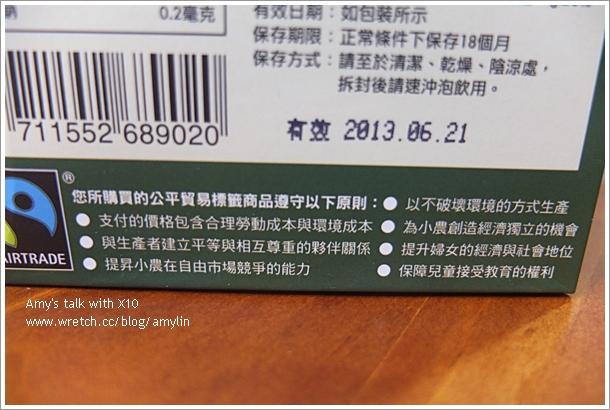 0.2毫克
有效日期：如包裝所示
保存期限：正常條件下保存18個月
保存方式：請至於清潔、乾燥、陰涼處，
拆封後請速沖泡飲用。
711552 689020
有效 2013.06.21
®
您所購買的公平貿易標籤商品遵守以下原則：
● 支付的價格包含合理勞動成本與環境成本
● 與生產者建立平等與相互尊重的夥伴關係
● 提昇小農在自由市場競爭的能力
● 以不破壞環境的方式生產
● 為小農創造經濟獨立的機會
● 提升婦女的經濟與社會地位
● 保障兒童接受教育的權利
AIRTRADE
Amy's talk with X10
www.wretch.cc/blog/amylin